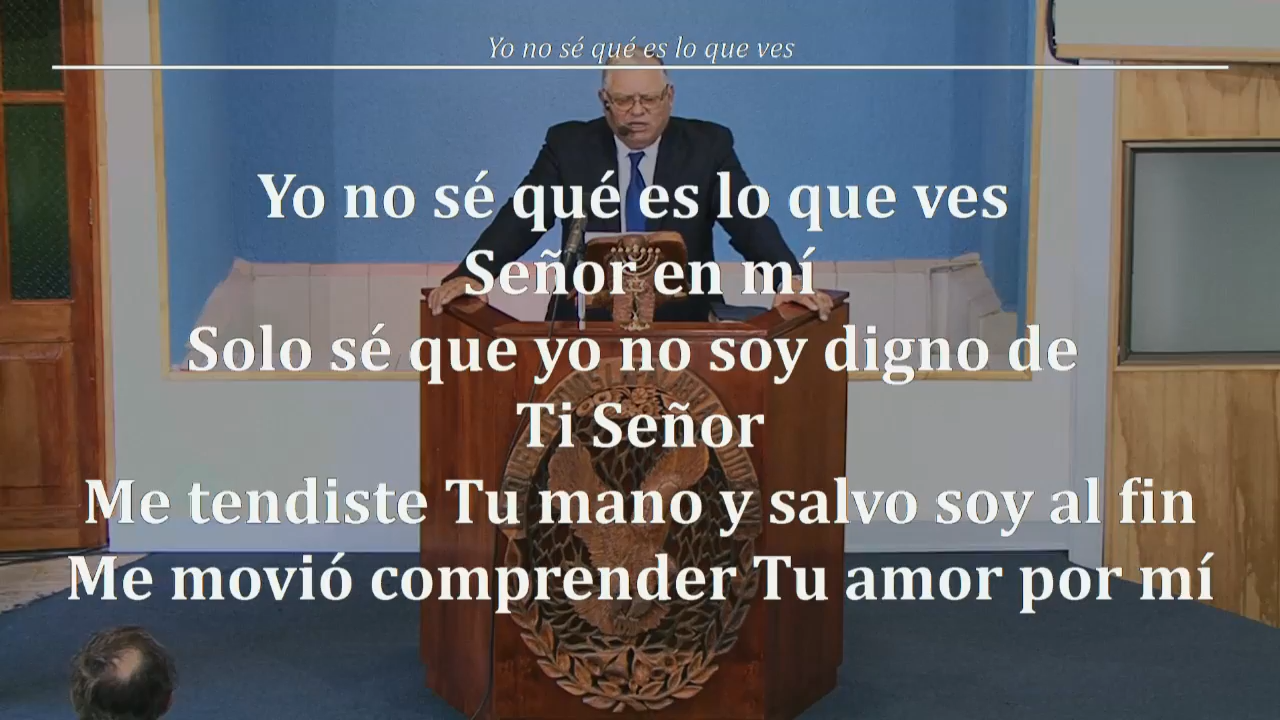 Yo no sé qué es lo que ves
Yo no sé qué es lo que ves
Señor en mí
Solo sé que yo no soy digno de
Ti Señor
Me tendiste Tu mano y salvo soy al fin
Me movió comprender Tu amor por mí